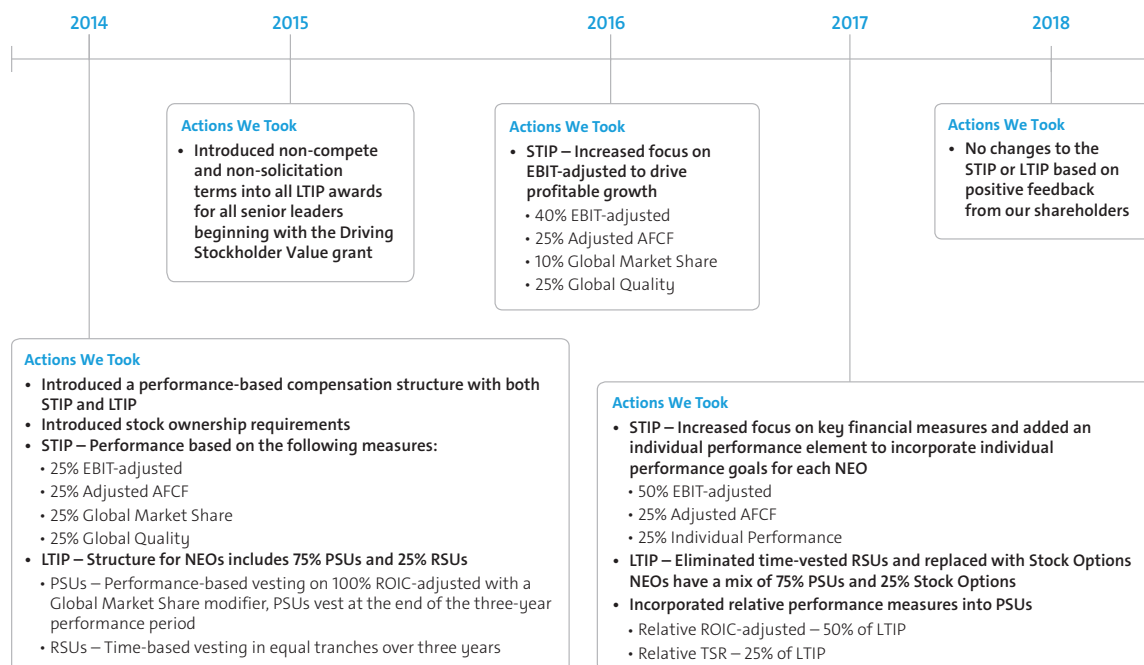 2014
2015
2016
2017
2018
Actions We Took
• Introduced non-compete
and non-solicitation
terms into all LTIP awards
for all senior leaders
beginning with the Driving
Stockholder Value grant
Actions We Took
• STIP – Increased focus on
EBIT-adjusted to drive
profitable growth
• 40% EBIT-adjusted
• 25% Adjusted AFCF
• 10% Global Market Share
• 25% Global Quality
Actions We Took
• No changes to the
STIP or LTIP based on
positive feedback
from our shareholders
Actions We Took
• Introduced a performance-based compensation structure with both
STIP and LTIP
• Introduced stock ownership requirements
• STIP – Performance based on the following measures:
• 25% EBIT-adjusted
• 25% Adjusted AFCF
• 25% Global Market Share
• 25% Global Quality
• LTIP – Structure for NEOs includes 75% PSUs and 25% RSUs
• PSUs – Performance-based vesting on 100% ROIC-adjusted with a
Global Market Share modifier, PSUs vest at the end of the three-year
performance period
• RSUs – Time-based vesting in equal tranches over three years
Actions We Took
• STIP – Increased focus on key financial measures and added an
individual performance element to incorporate individual
performance goals for each NEO
• 50% EBIT-adjusted
• 25% Adjusted AFCF
• 25% Individual Performance
• LTIP – Eliminated time-vested RSUs and replaced with Stock Options
NEOs have a mix of 75% PSUs and 25% Stock Options
• Incorporated relative performance measures into PSUs
• Relative ROIC-adjusted – 50% of LTIP
• Relative TSR – 25% of LTIP